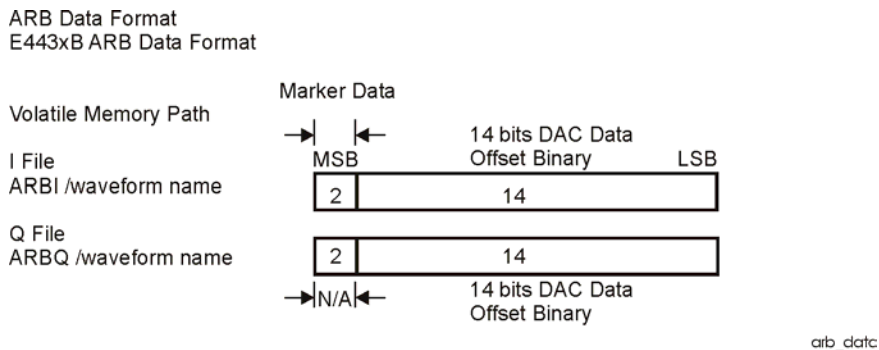 ARB Data Format
E443xB ARB Data Format
Marker Data
Volatile Memory Path
14 bits DAC Data
I File
MSB
Offset Binary
LSB
ARBI /waveform name
2
14
Q File
ARBQ /waveform name
2
14
N/A
14 bits DAC Data
Offset Binary